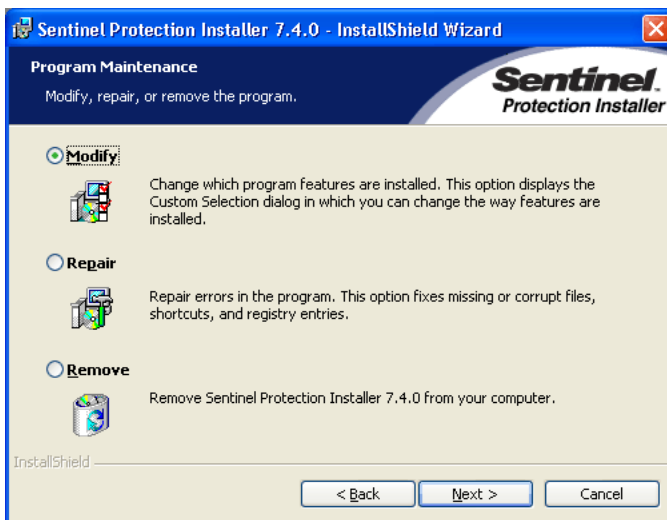 Sentinel Protection Installer 7.4.0 - InstallShield Wizard
Program Maintenance
Modify, repair, or remove the program.
Sentinel.
Protection Installer
Modify
Change which program features are installed. This option displays the
Custom Selection dialog in which you can change the way features are
installed.
Repair
Repair errors in the program. This option fixes missing or corrupt files,
shortcuts, and registry entries.
Remove
Remove Sentinel Protection Installer 7.4.0 from your computer.
InstallShield
< Back
Next >
Cancel